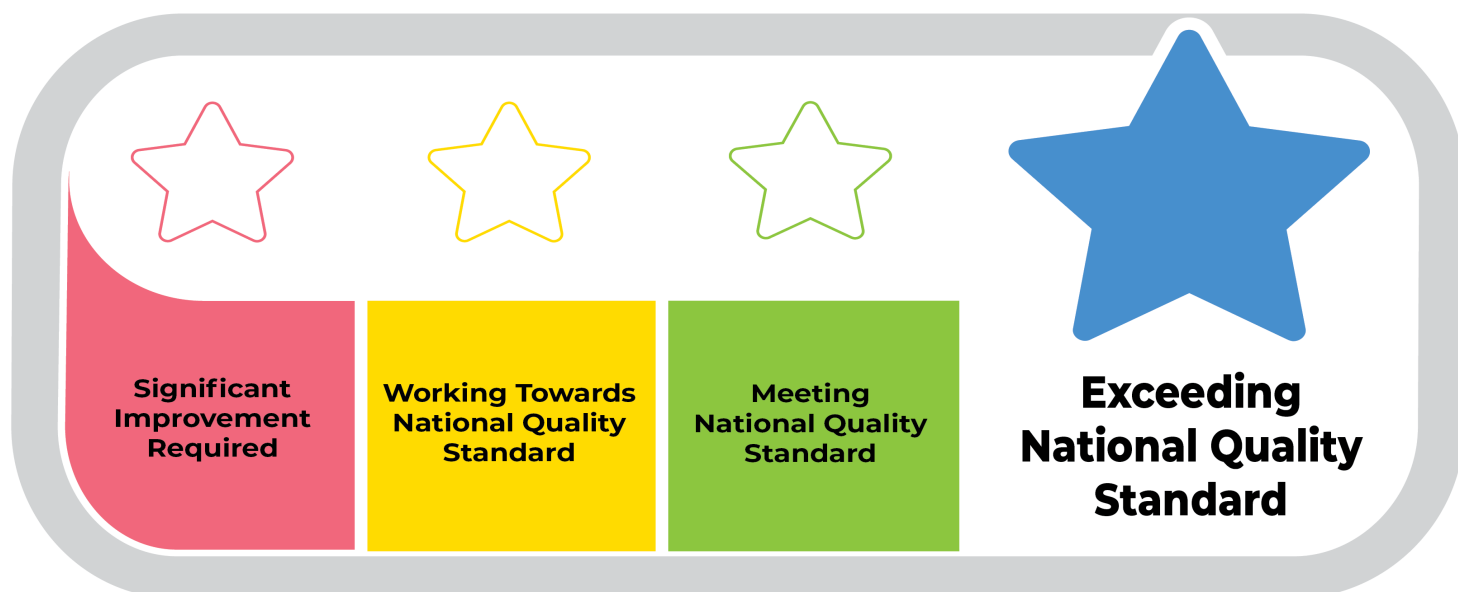 Significant
Improvement
Required
Working Towards
National Quality
Standard
Meeting
National Quality
Standard
Exceeding
National Quality
Standard